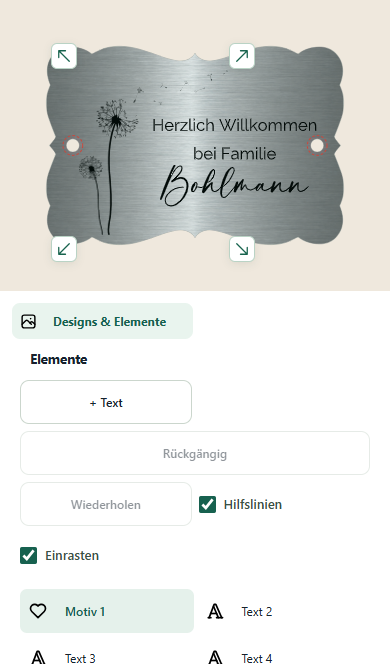 Herzlich Willkommen
bei Familie
Bohlmann
Designs & Elemente
Elemente
+ Text
Rückgängig
Wiederholen
Hilfslinien
Einrasten
Motiv 1
Text 2
Text 3
Text 4